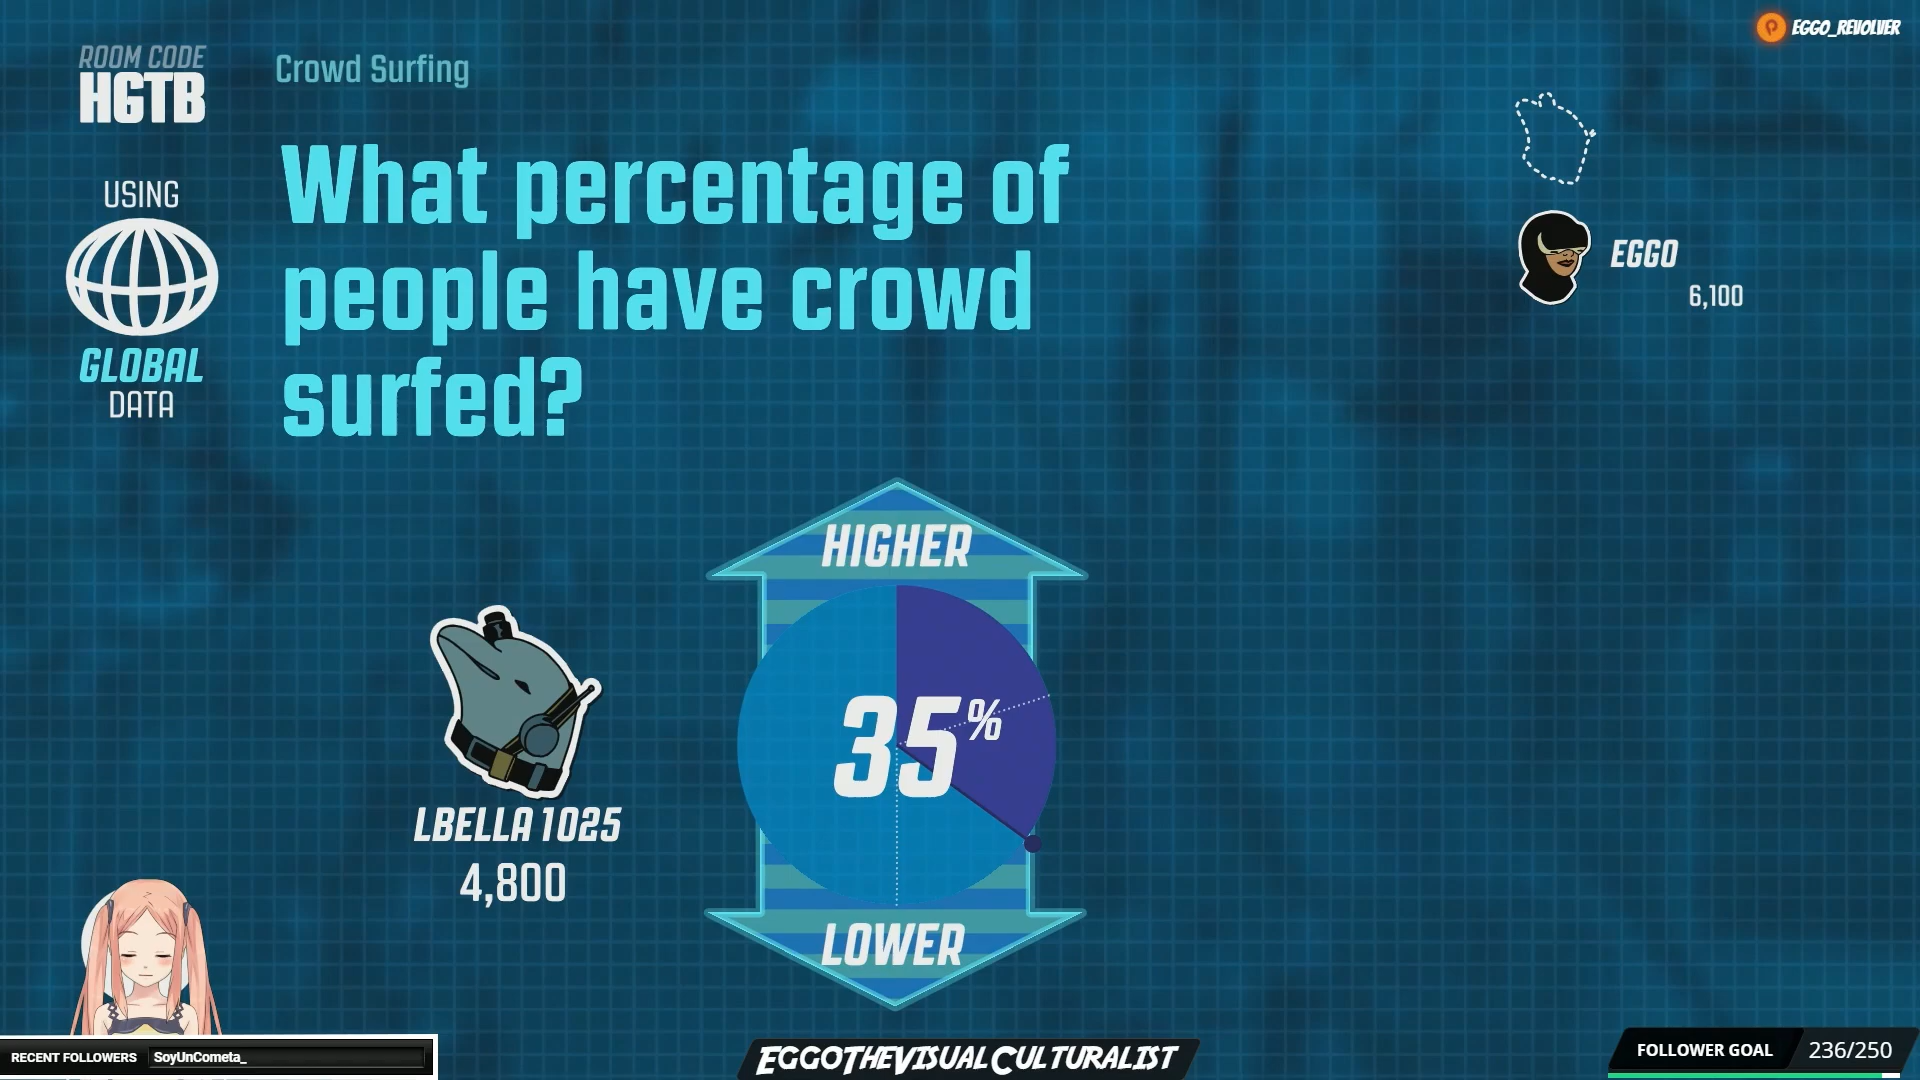 ROOM CODE
HGTB
Crowd Surfing
EGGO_REVOLVER
USING
GLOBAL
DATA
What percentage of
people have crowd
surfed?
EGGO
6,100
HIGHER
35%
LOWER
LBELLA 1025
4,800
RECENT FOLLOWERS SoyUnCometa_
EGGOTHEVISUALCULTURALIST
FOLLOWER GOAL 236/250